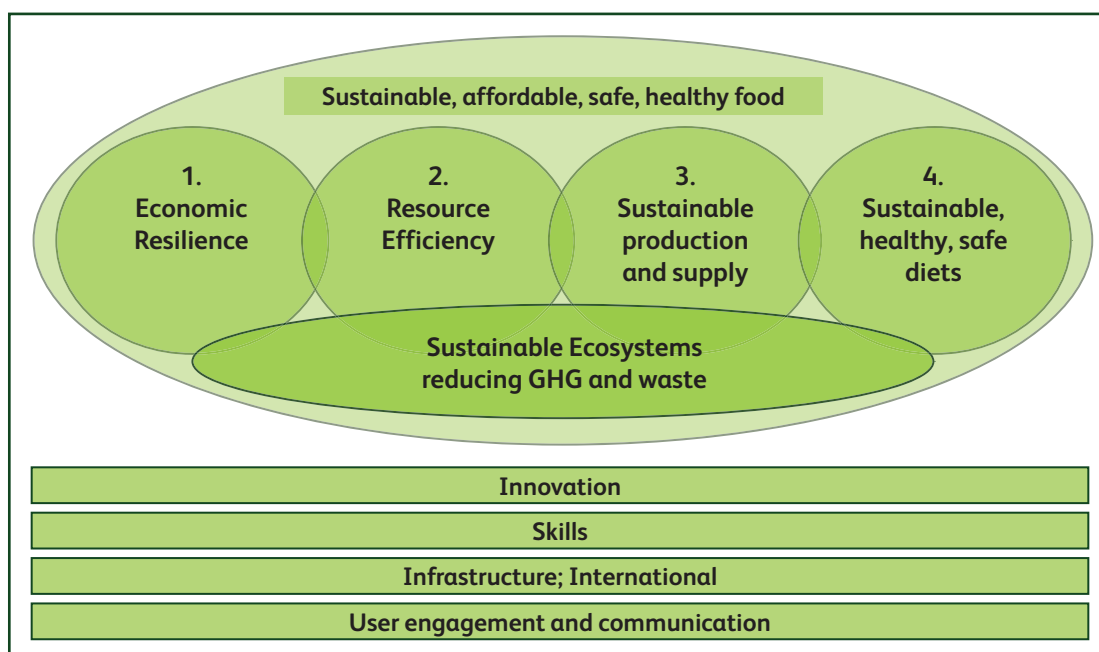 Sustainable, affordable, safe, healthy food
1.
Economic
Resilience
2.
Resource
Efficiency
3.
Sustainable
production
and supply
4.
Sustainable,
healthy, safe
diets
Sustainable Ecosystems
reducing GHG and waste
Innovation
Skills
Infrastructure; International
User engagement and communication